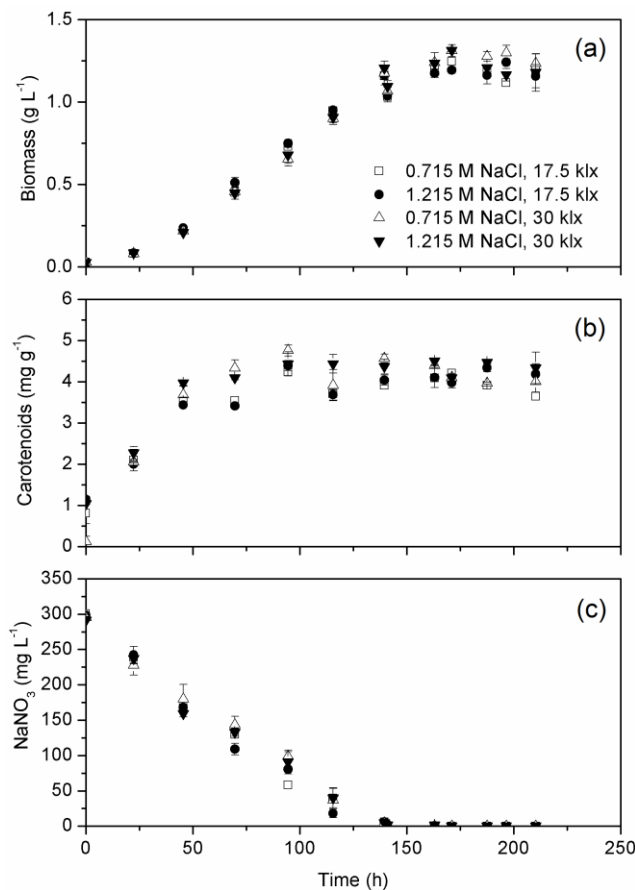 (a)
Biomass (g L⁻¹)
1.5
1.0
0.5
0.0
0.715 M NaCl, 17.5 klx
1.215 M NaCl, 17.5 klx
0.715 M NaCl, 30 klx
1.215 M NaCl, 30 klx
(b)
Carotenoids (mg g⁻¹)
6
5
4
3
2
1
0
(c)
NaNO₃ (mg L⁻¹)
350
300
250
200
150
100
50
0
0 50 100 150 200 250
Time (h)